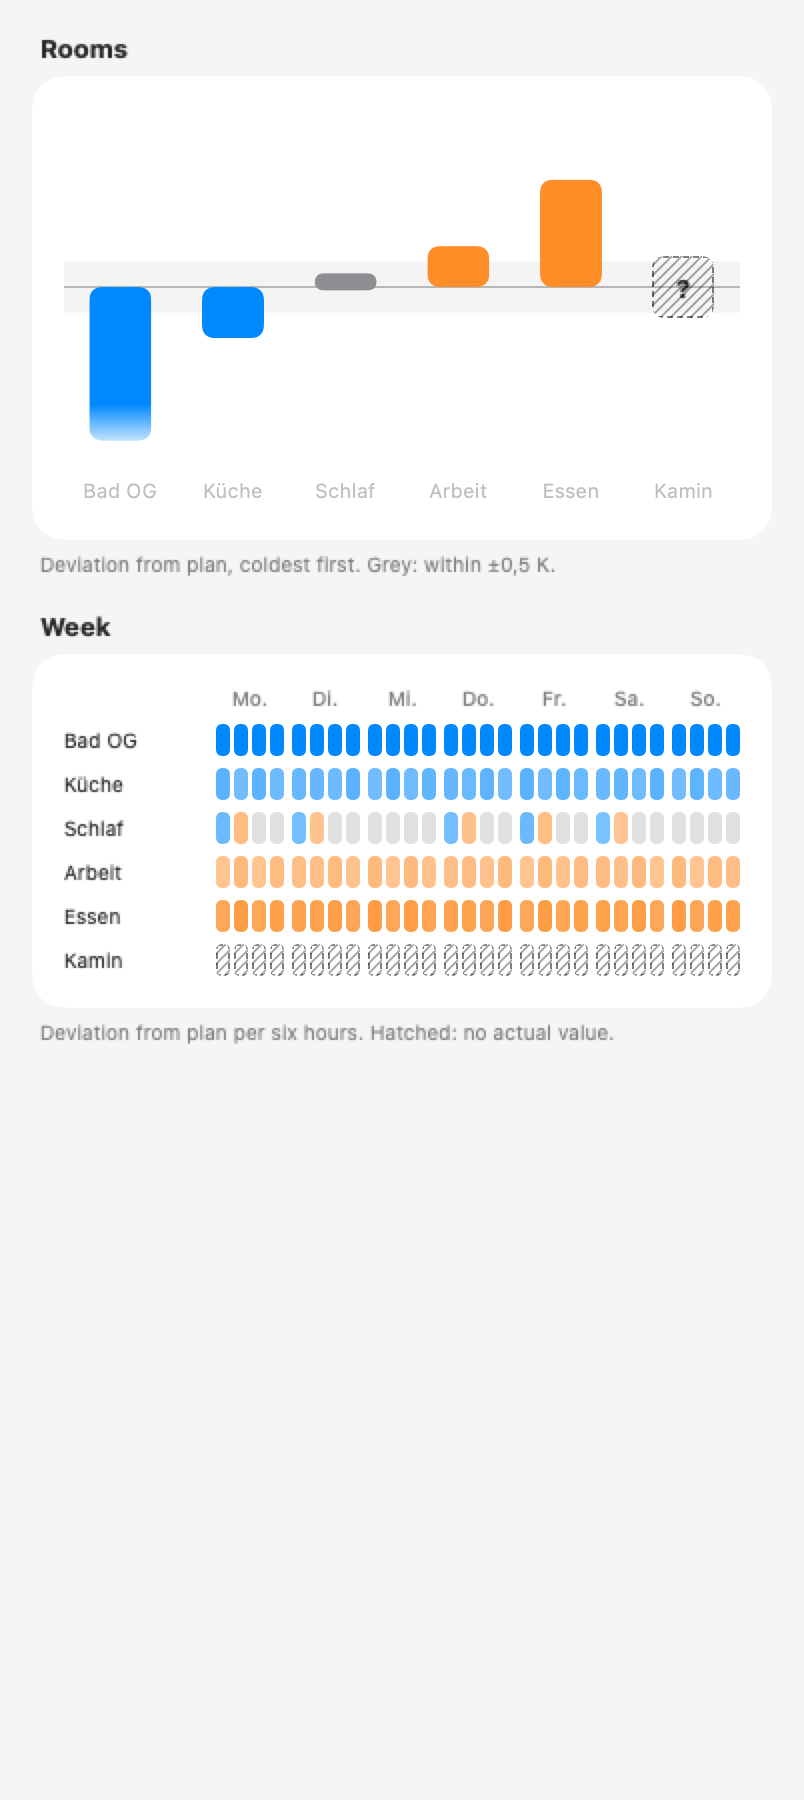 Rooms
?
Bad OG Küche Schlaf Arbeit Essen Kamin
Deviation from plan, coldest first. Grey: within ±0,5 K.
Week
Mo. Di. Mi. Do. Fr. Sa. So.
Bad OG
Küche
Schlaf
Arbeit
Essen
Kamin
Deviation from plan per six hours. Hatched: no actual value.